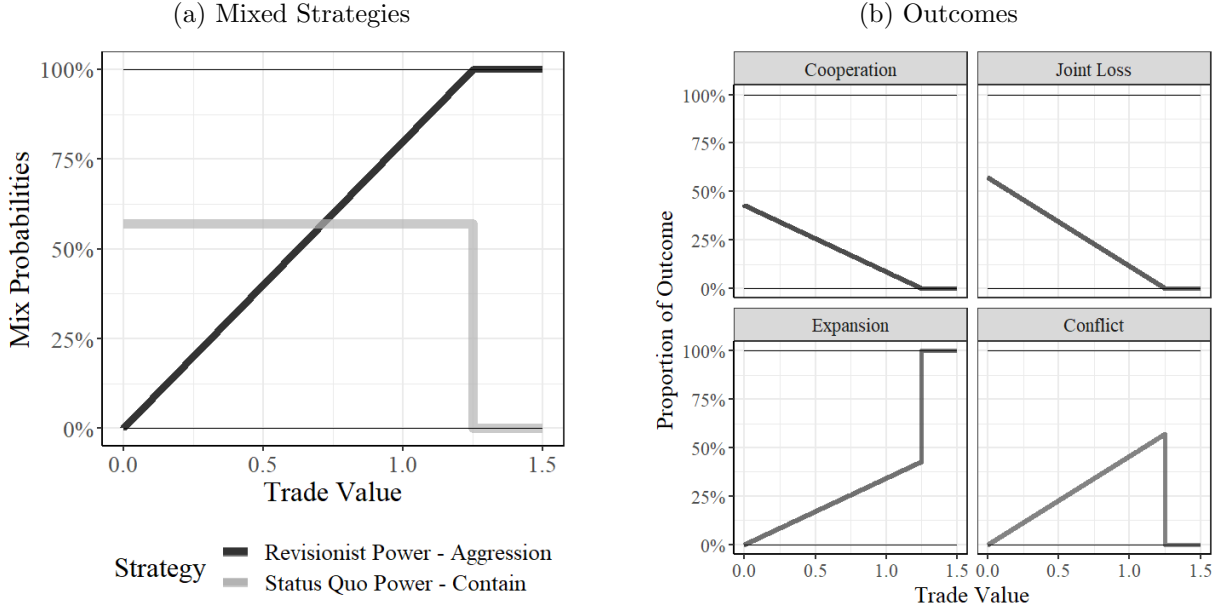 (a) Mixed Strategies
Mix Probabilities
100%
75%
50%
25%
0%
0.0 0.5 1.0 1.5
Trade Value
Strategy
Revisionist Power - Aggression
Status Quo Power - Contain
(b) Outcomes
Proportion of Outcome
Cooperation Joint Loss
100%
75%
50%
25%
0%
Expansion Conflict
100%
75%
50%
25%
0%
0.0 0.5 1.0 1.5 0.0 0.5 1.0 1.5
Trade Value